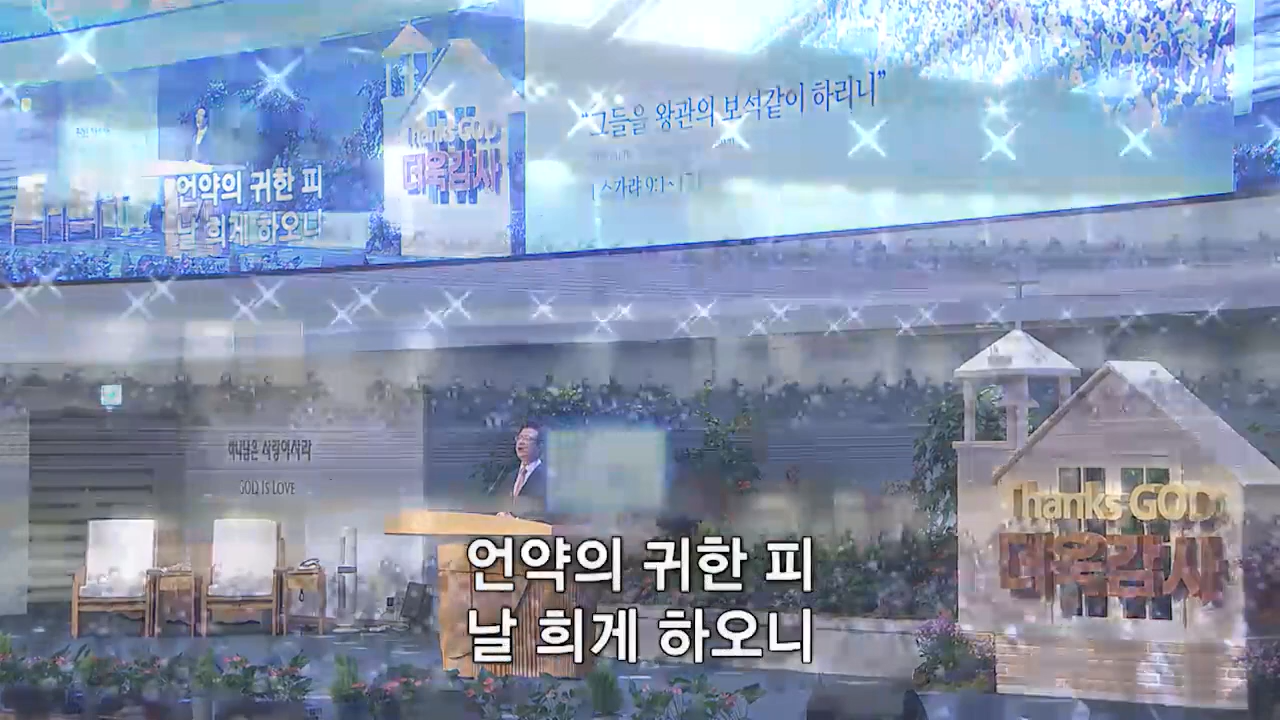 언약의 귀한 피
날 희게 하오니
Thanks GOD
더욱감사
“그들을 왕관의 보석같이 하리니”
하나님은 사랑이시라
GOD IS LOVE
Thanks GOD
더욱감사
언약의 귀한 피
날 희게 하오니